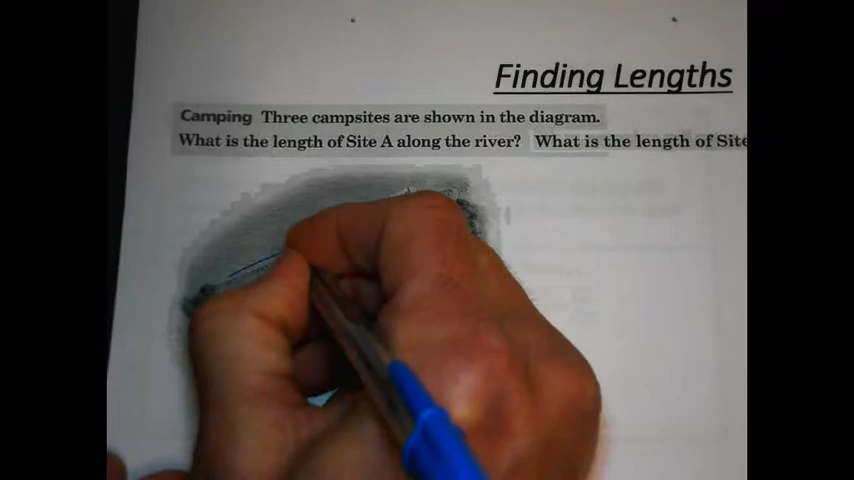 Finding Lengths
Camping Three campsites are shown in the diagram.
What is the length of Site A along the river? What is the length of Site